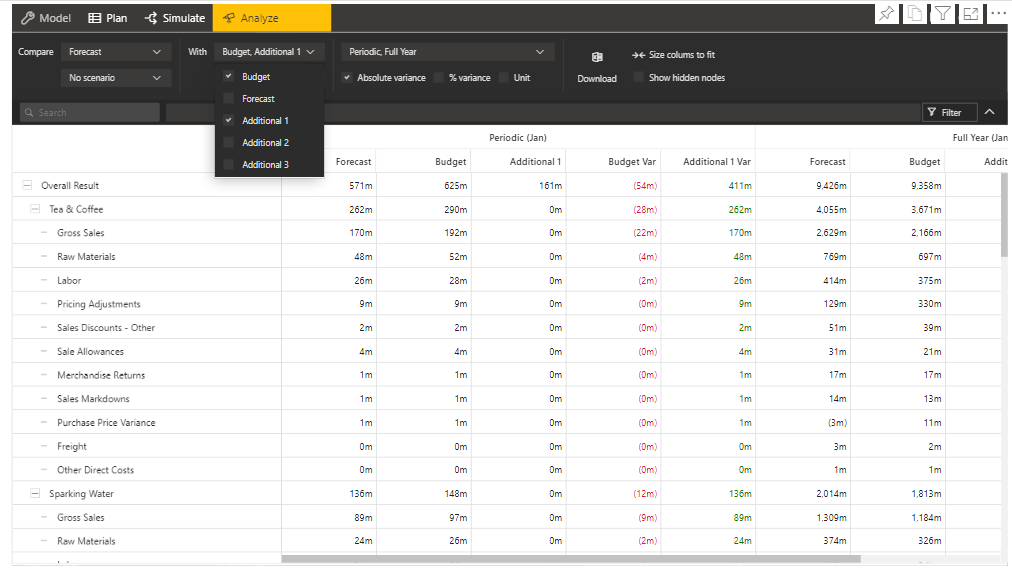 Model Plan Simulate Analyze
Compare Forecast With Budget, Additional 1 Periodic, Full Year
No scenario Absolute variance % variance Unit Download Size colums to fit
Show hidden nodes
Budget
Forecast
Additional 1
Additional 2
Additional 3
Search Filter
Periodic (Jan) Full Year (Jan
Forecast Budget Additional 1 Budget Var Additional 1 Var Forecast Budget Addit
Overall Result 571m 625m 161m (54m) 411m 9,426m 9,358m
Tea & Coffee 262m 290m 0m (28m) 262m 4,055m 3,671m
Gross Sales 170m 192m 0m (22m) 170m 2,629m 2,166m
Raw Materials 48m 52m 0m (4m) 48m 769m 697m
Labor 26m 28m 0m (2m) 26m 414m 375m
Pricing Adjustments 9m 9m 0m (0m) 9m 129m 330m
Sales Discounts - Other 2m 2m 0m (0m) 2m 51m 39m
Sale Allowances 4m 4m 0m (0m) 4m 31m 21m
Merchandise Returns 1m 1m 0m (0m) 1m 17m 17m
Sales Markdowns 1m 1m 0m (0m) 1m 14m 13m
Purchase Price Variance 1m 1m 0m (0m) 1m (3m) 11m
Freight 0m 0m 0m (0m) 0m 3m 2m
Other Direct Costs 0m 0m 0m (0m) 0m 1m 1m
Sparking Water 136m 148m 0m (12m) 136m 2,014m 1,813m
Gross Sales 89m 97m 0m (9m) 89m 1,309m 1,184m
Raw Materials 24m 26m 0m (2m) 24m 374m 326m